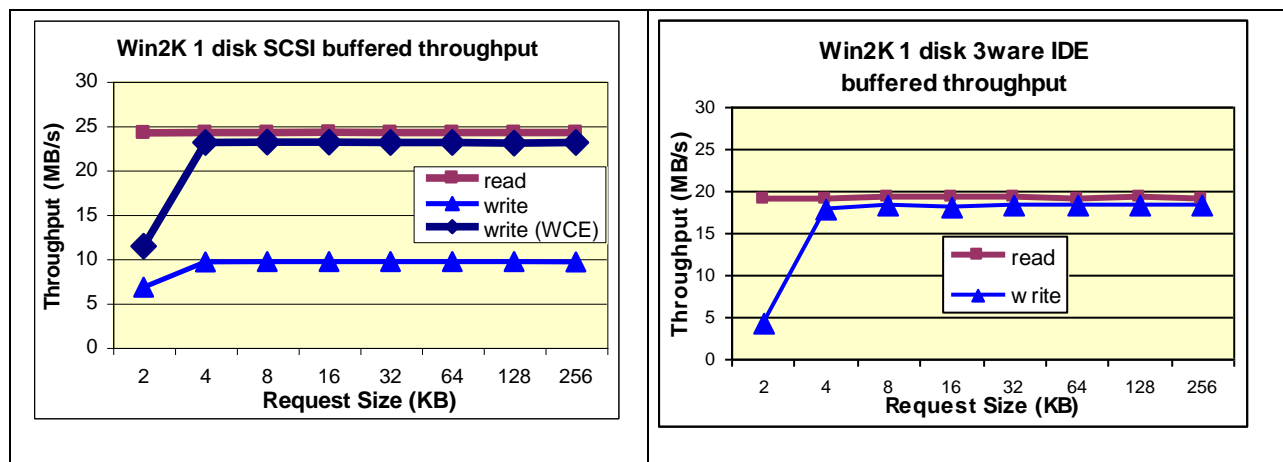 Win2K 1 disk SCSI buffered throughput
30
25
20
15
10
5
0
Throughput (MB/s)
read
write
write (WCE)
2 4 8 16 32 64 128 256
Request Size (KB)
Win2K 1 disk 3ware IDE
buffered throughput
30
25
20
15
10
5
0
Throughput (MB/s)
read
w rite
2 4 8 16 32 64 128 256
Request Size (KB)